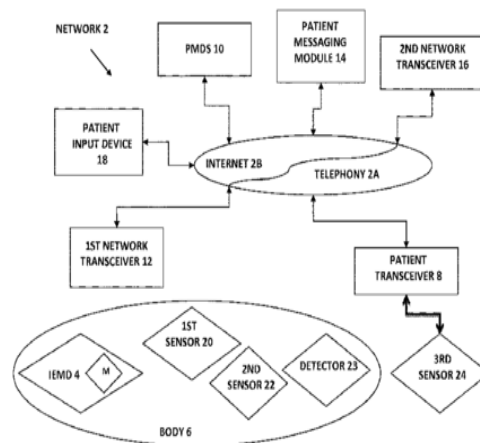 NETWORK 2
PMDS 10
PATIENT
MESSAGING
MODULE 14
2ND NETWORK
TRANSCEIVER 16
PATIENT
INPUT DEVICE
18
INTERNET 2B
TELEPHONY 2A
1ST NETWORK
TRANSCEIVER 12
PATIENT
TRANSCEIVER 8
IEMD 4
M
1ST
SENSOR 20
2ND
SENSOR 22
DETECTOR 23
3RD
SENSOR 24
BODY 6